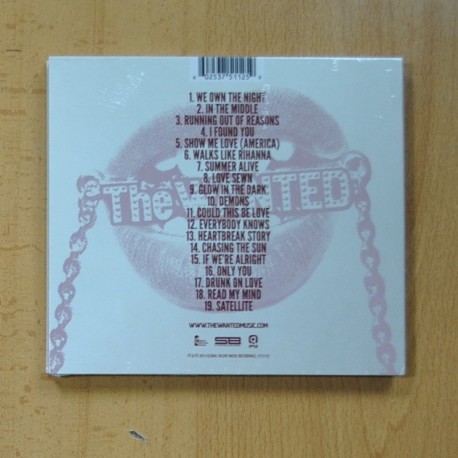 1. WE OWN THE NIGHT
2. IN THE MIDDLE
3. RUNNING OUT OF REASONS
4. I FOUND YOU
5. SHOW ME LOVE (AMERICA)
6. WALKS LIKE RIHANNA
7. SUMMER ALIVE
8. LOVE SEWN
9. GLOW IN THE DARK
The WANTED
10. DEMONS
11. COULD THIS BE LOVE
12. EVERYBODY KNOWS
13. HEARTBREAK STORY
14. CHASING THE SUN
15. IF WE'RE ALRIGHT
16. ONLY YOU
17. DRUNK ON LOVE
18. READ MY MIND
19. SATELLITE
WWW.THEWANTEDMUSIC.COM